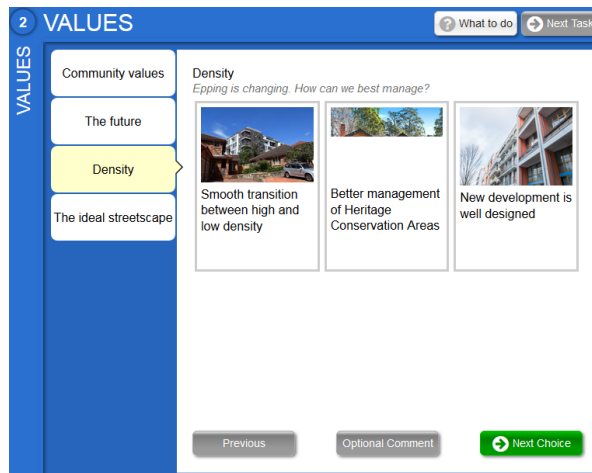 2 VALUES
What to do
Next Task
VALUES
Community values
The future
Density
The ideal streetscape
Density
Epping is changing. How can we best manage?
Smooth transition
between high and
low density
Better management
of Heritage
Conservation Areas
New development is
well designed
Previous
Optional Comment
Next Choice